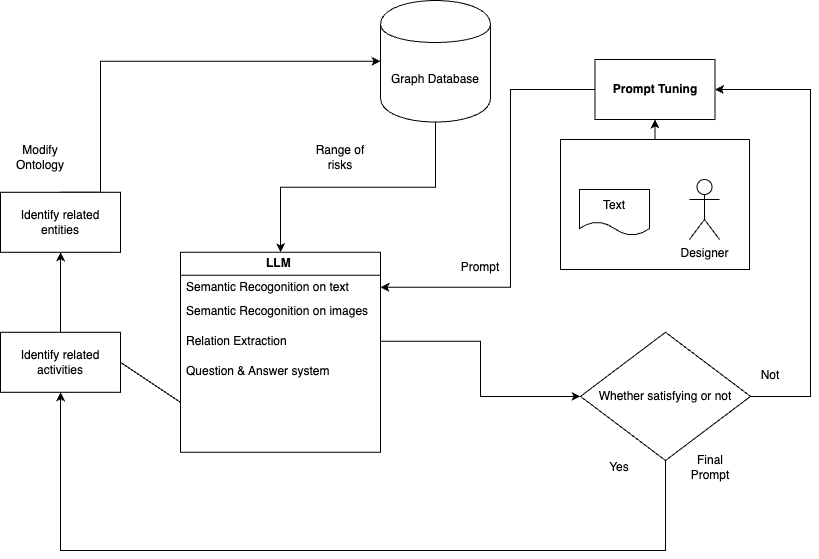 Graph Database
Prompt Tuning
Modify
Ontology
Range of
risks
Identify related
entities
Text
Designer
LLM
Prompt
Semantic Recogonition on text
Semantic Recogonition on images
Relation Extraction
Question & Answer system
Identify related
activities
Not
Whether satisfying or not
Yes
Final
Prompt